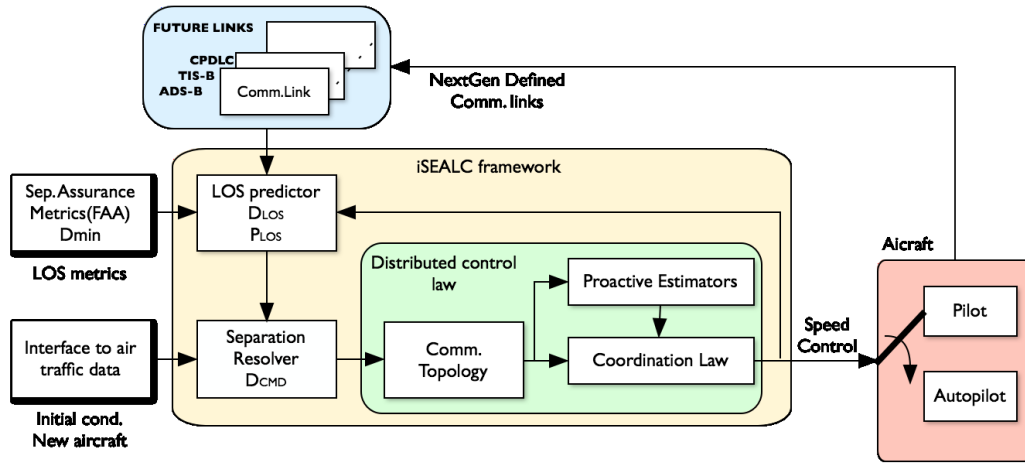 FUTURE LINKS
CPDLC
TIS-B
ADS-B
Comm.Link
NextGen Defined
Comm. links
iSEALC framework
Sep.Assurance
Metrics(FAA)
Dmin
LOS metrics
LOS predictor
DLOS
PLOS
Aicraft
Distributed control
law
Proactive Estimators
Interface to air
traffic data
Initial cond.
New aircraft
Separation
Resolver
DCMD
Comm.
Topology
Coordination Law
Speed
Control
Pilot
Autopilot